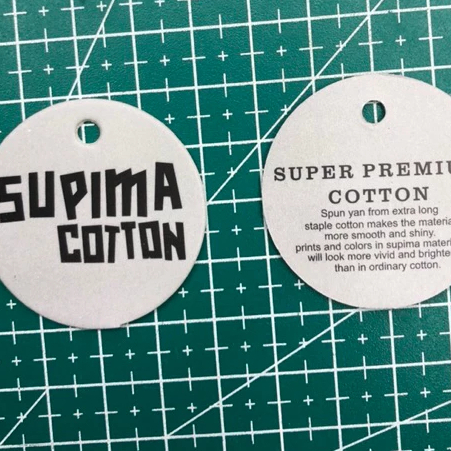 SUPIMA
COTTON
SUPER PREMIU
COTTON
Spun yan from extra long
staple cotton makes the materia
more smooth and shiny.
prints and colors in supima materi
will look more vivid and brighte
than in ordinary cotton.